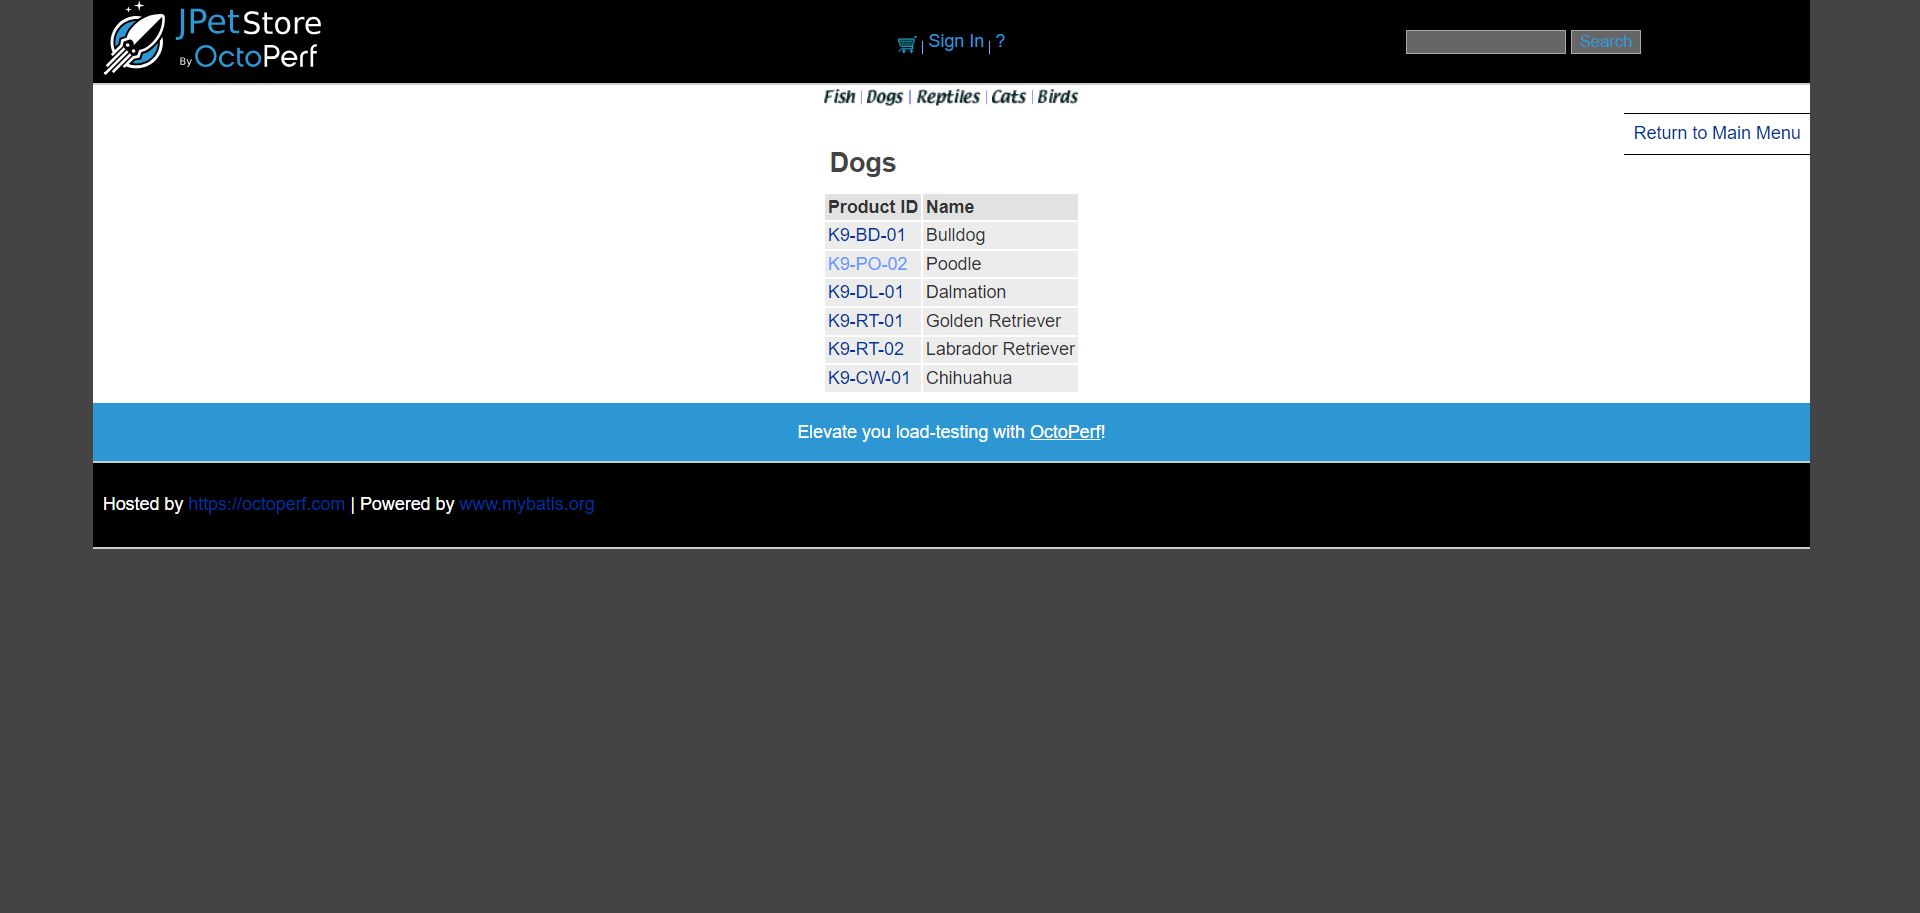 JPetStore
By OctoPerf
| Sign In | ?
Search
Fish | Dogs | Reptiles | Cats | Birds
Return to Main Menu
Dogs
Product ID Name
K9-BD-01 Bulldog
K9-PO-02 Poodle
K9-DL-01 Dalmation
K9-RT-01 Golden Retriever
K9-RT-02 Labrador Retriever
K9-CW-01 Chihuahua
Elevate you load-testing with OctoPerf!
Hosted by https://octoperf.com | Powered by www.mybatis.org